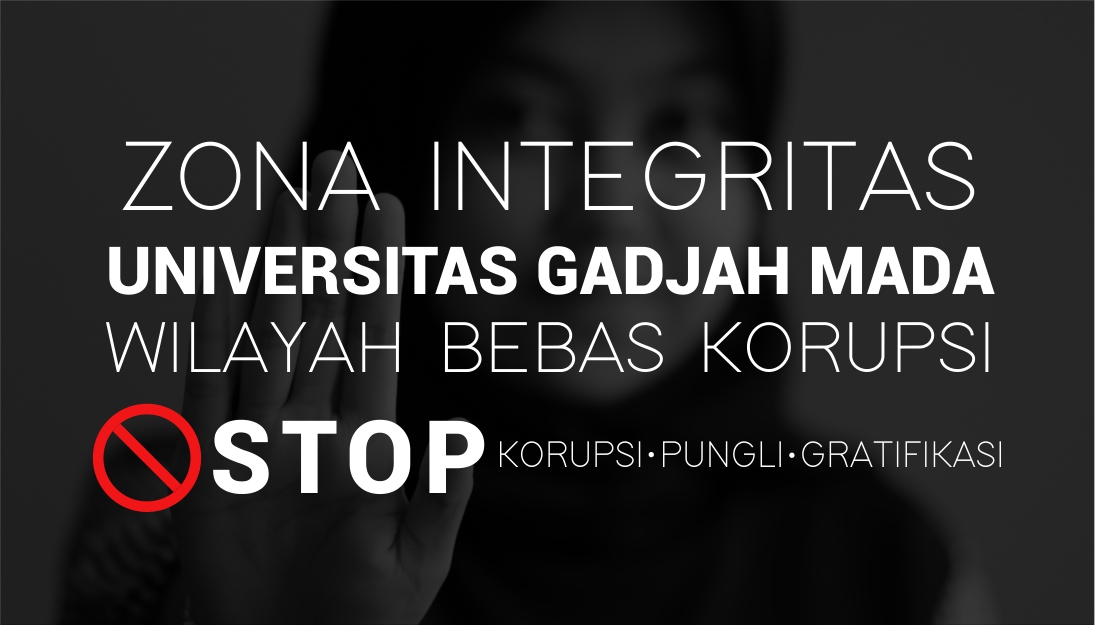 ZONA INTEGRITAS
UNIVERSITAS GADJAH MADA
WILAYAH BEBAS KORUPSI
STOP KORUPSI•PUNGLI•GRATIFIKASI